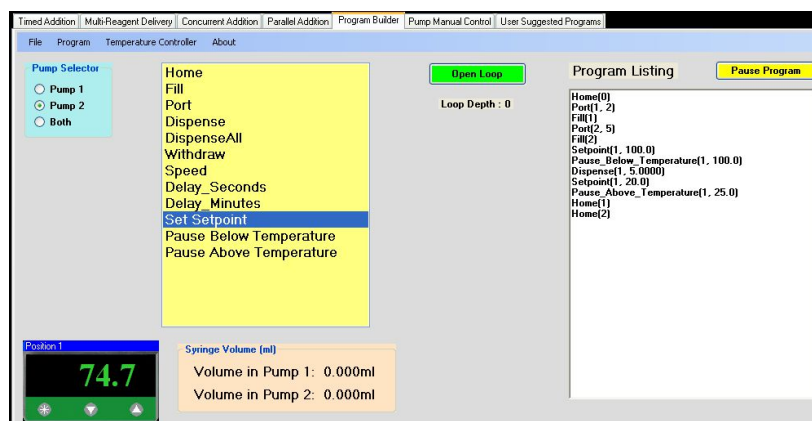 Timed Addition Multi-Reagent Delivery Concurrent Addition Parallel Addition Program Builder Pump Manual Control User Suggested Programs
File Program Temperature Controller About
Pump Selector
Pump 1
Pump 2
Both
Home
Fill
Port
Dispense
DispenseAll
Withdraw
Speed
Delay_Seconds
Delay_Minutes
Set Setpoint
Pause Below Temperature
Pause Above Temperature
Open Loop
Loop Depth : 0
Program Listing
Pause Program
Home(0)
Port(1, 2)
Fill(1)
Port(2, 5)
Fill(2)
Setpoint(1, 100.0)
Pause_Below_Temperature(1, 100.0)
Dispense(1, 5.0000)
Setpoint(1, 20.0)
Pause_Above_Temperature(1, 25.0)
Home(1)
Home(2)
Position 1
74.7
Syringe Volume (ml)
Volume in Pump 1: 0.000ml
Volume in Pump 2: 0.000ml